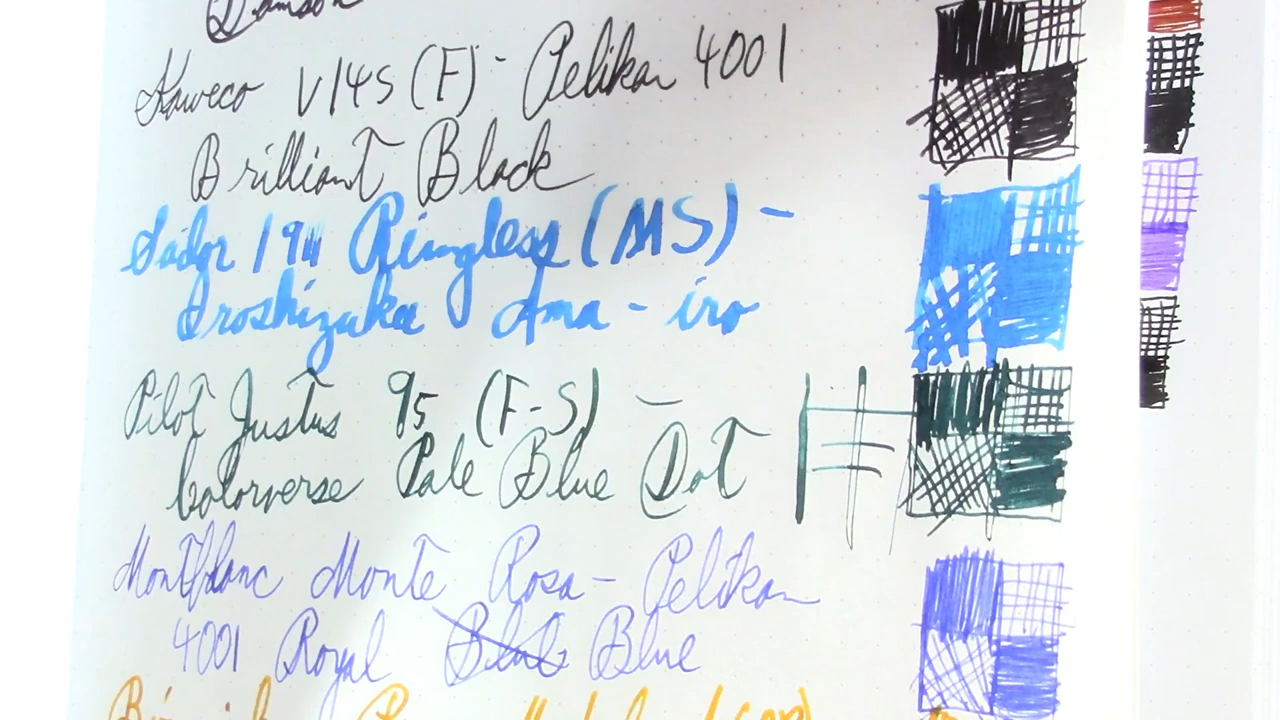 Damson
Kaweco V14S (F) - Pelikan 4001
Brilliant Black
Sailor 1911 Ringless (MS) -
Iroshizuku Ama-iro
Pilot Justus 95 (F-S) -
Colorverse Pale Blue Dot
Montblanc Monte Rosa - Pelikan
4001 Royal Blue